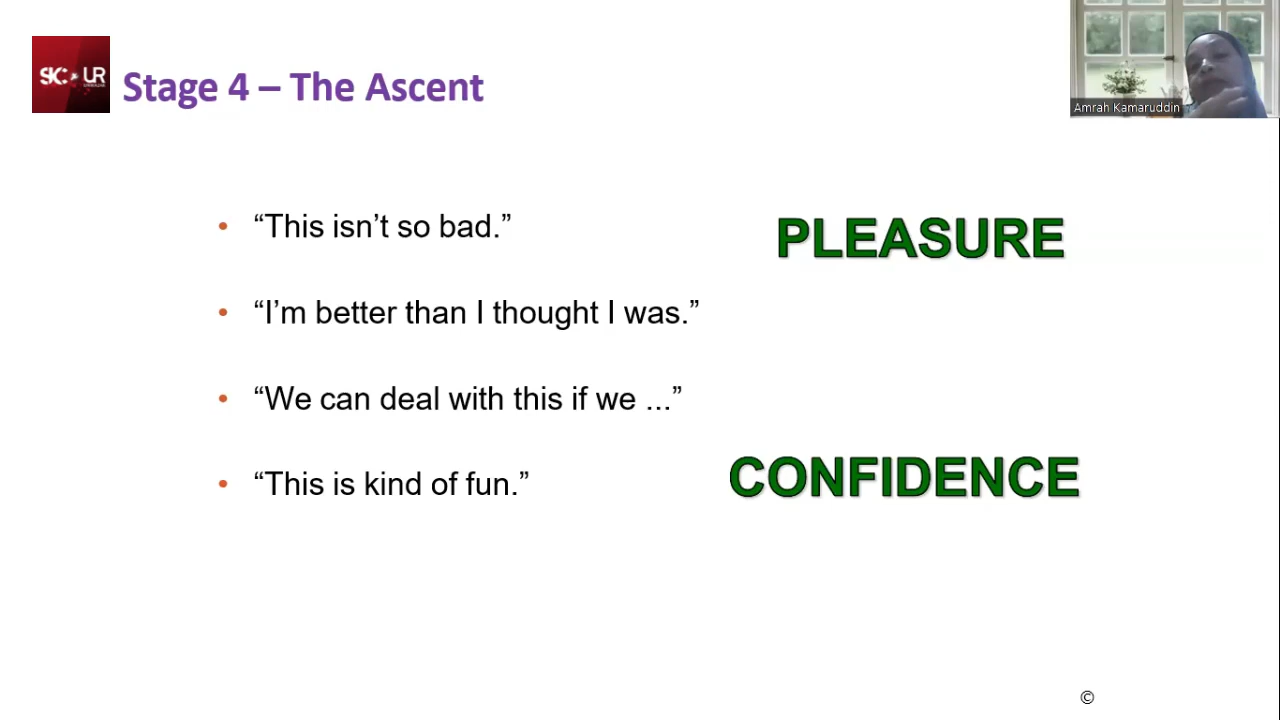 SKOUR
Stage 4 – The Ascent
Amrah Kamaruddin
• “This isn’t so bad.”
PLEASURE
• “I’m better than I thought I was.”
• “We can deal with this if we ...”
• “This is kind of fun.”
CONFIDENCE
©